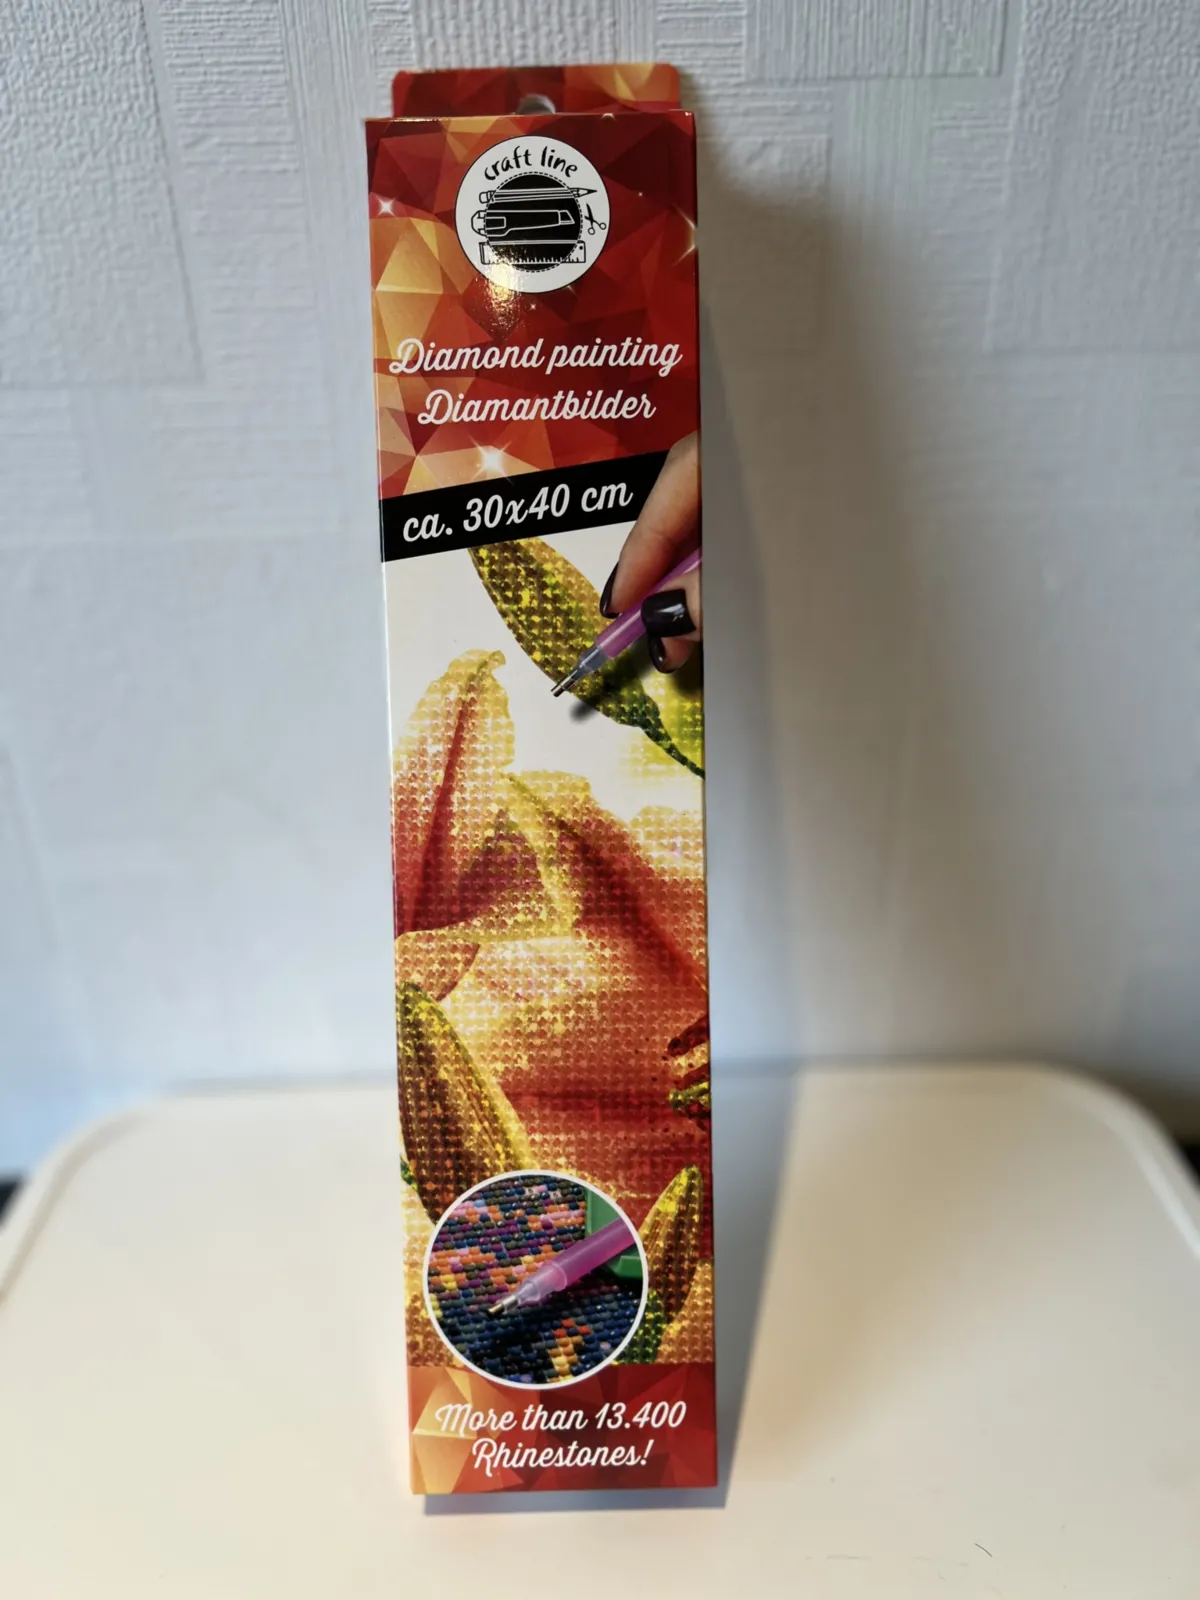 craft line
Diamond painting
Diamantbilder
ca. 30x40 cm
More than 13.400
Rhinestones!